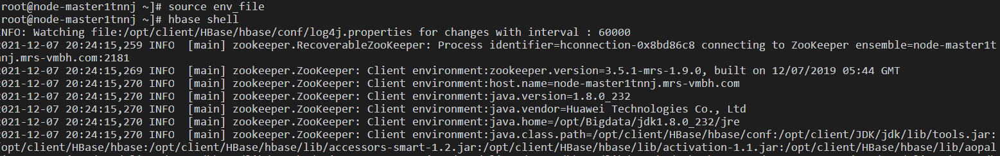 root@node-master1tnnj ~]# source env_file
root@node-master1tnnj ~]# hbase shell
INFO: Watching file:/opt/client/HBase/hbase/conf/log4j.properties for changes with interval : 60000
2021-12-07 20:24:15,259 INFO  [main] zookeeper.RecoverableZooKeeper: Process identifier=hconnection-0x8bd86c8 connecting to ZooKeeper ensemble=node-master1t
nnj.mrs-vmbh.com:2181
2021-12-07 20:24:15,269 INFO  [main] zookeeper.ZooKeeper: Client environment:zookeeper.version=3.5.1-mrs-1.9.0, built on 12/07/2019 05:44 GMT
2021-12-07 20:24:15,270 INFO  [main] zookeeper.ZooKeeper: Client environment:host.name=node-master1tnnj.mrs-vmbh.com
2021-12-07 20:24:15,270 INFO  [main] zookeeper.ZooKeeper: Client environment:java.version=1.8.0_232
2021-12-07 20:24:15,270 INFO  [main] zookeeper.ZooKeeper: Client environment:java.vendor=Huawei Technologies Co., Ltd
2021-12-07 20:24:15,270 INFO  [main] zookeeper.ZooKeeper: Client environment:java.home=/opt/Bigdata/jdk1.8.0_232/jre
2021-12-07 20:24:15,270 INFO  [main] zookeeper.ZooKeeper: Client environment:java.class.path=/opt/client/HBase/hbase/conf:/opt/client/JDK/jdk/lib/tools.jar:
/opt/client/HBase/hbase:/opt/client/HBase/hbase/lib/accessors-smart-1.2.jar:/opt/client/HBase/hbase/lib/activation-1.1.jar:/opt/client/HBase/hbase/lib/aopal